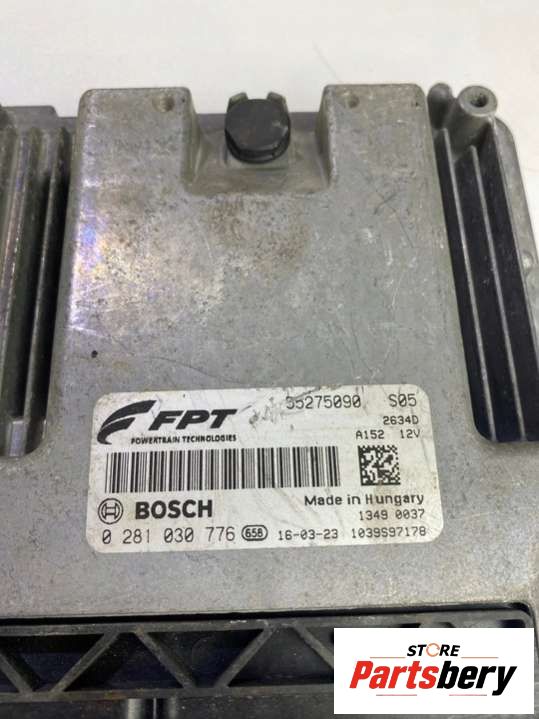 55275090 S05
FPT
POWERTRAIN TECHNOLOGIES
2634D
A152 12V
BOSCH
Made in Hungary
1349 0037
0 281 030 776 658 16-03-23 1039S97178
STORE
Partsbery